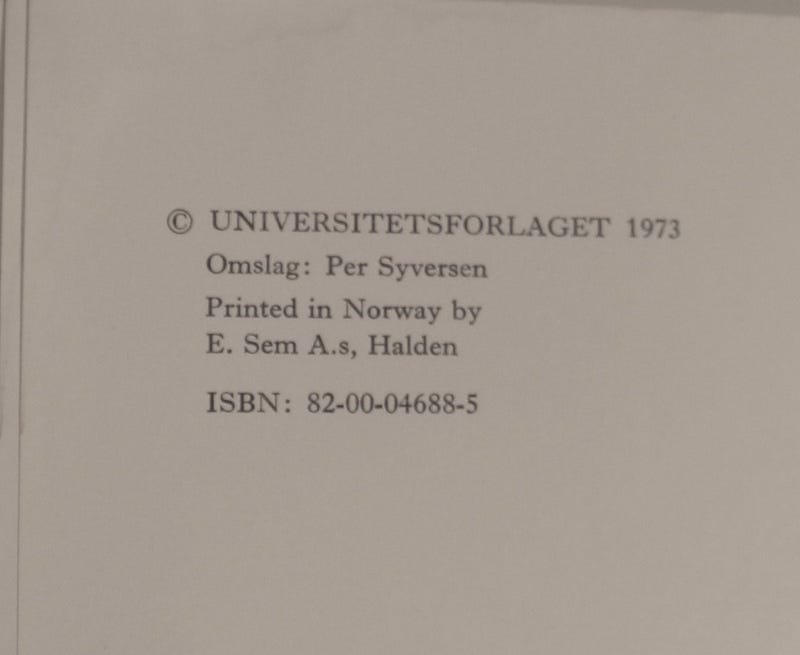 © UNIVERSITETSFORLAGET 1973
Omslag: Per Syversen
Printed in Norway by
E. Sem A.s, Halden
ISBN: 82-00-04688-5